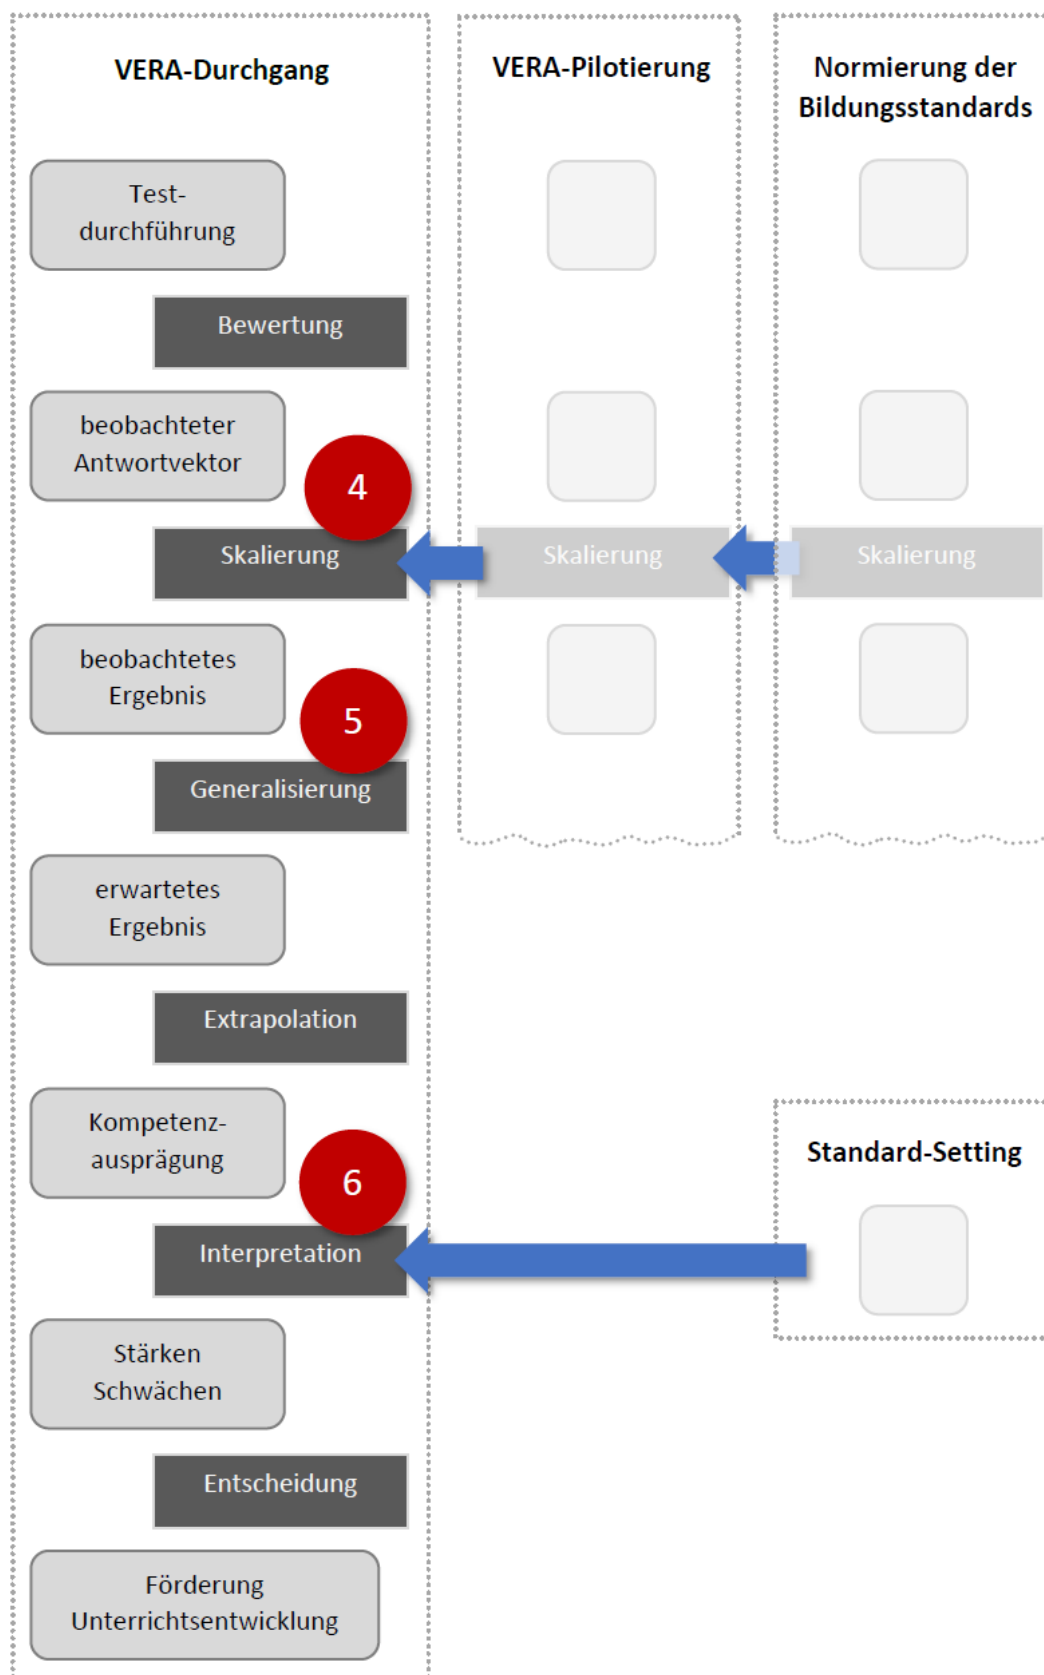 VERA-Durchgang
VERA-Pilotierung
Normierung der
Bildungsstandards
Test-
durchführung
Bewertung
beobachteter
Antwortvektor
4
Skalierung
Skalierung
Skalierung
beobachtetes
Ergebnis
5
Generalisierung
erwartetes
Ergebnis
Extrapolation
Kompetenz-
ausprägung
Standard-Setting
6
Interpretation
Stärken
Schwächen
Entscheidung
Förderung
Unterrichtsentwicklung